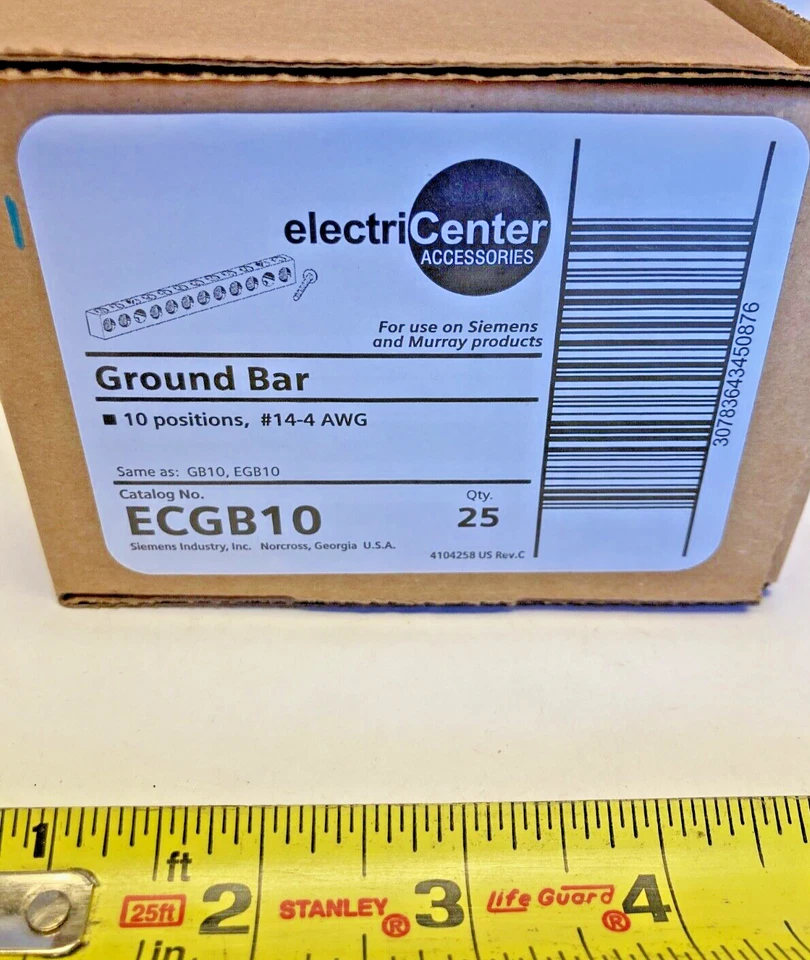 electriCenter
ACCESSORIES
For use on Siemens
and Murray products
Ground Bar
■ 10 positions, #14-4 AWG
Same as: GB10, EGB10
Catalog No.
Qty.
ECGB10
25
Siemens Industry, Inc. Norcross, Georgia U.S.A.
4104258 US Rev.C
30783643450876
1
ft
25ft
2
STANLEY®
3
Life Guard®
4
in